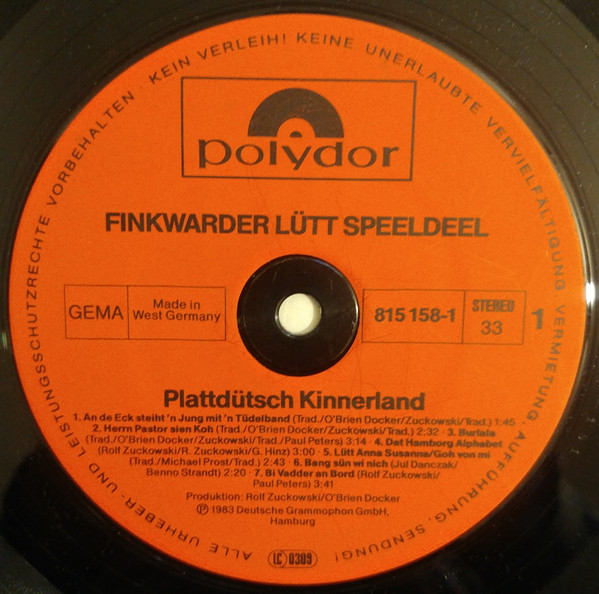 ALLE URHEBER- UND LEISTUNGSSCHUTZRECHTE VORBEHALTEN · KEIN VERLEIH! KEINE UNERLAUBTE VERVIELFÄLTIGUNG, VERMIETUNG, AUFFÜHRUNG, SENDUNG!
polydor
FINKWARDER LÜTT SPEELDEEL
GEMA
Made in
West Germany
815 158-1
STEREO
33
1
Plattdütsch Kinnerland
1. An de Eck steiht'n Jung mit'n Tüdelband (Trad./O'Brien Docker/Zuckowski/Trad.) 1:45
2. Herrn Pastor sien Koh (Trad./O'Brien Docker/Zuckowski/Trad.) 2:32 · 3. Burlala
(Trad./O'Brien Docker/Zuckowski/Trad./Paul Peters) 3:14 · 4. Dat Hamborg Alphabet
(Rolf Zuckowski/R. Zuckowski/G. Hinz) 3:00 · 5. Lütt Anna Susanna/Goh von mi
(Trad./Michael Prost/Trad.) 2:43 · 6. Bang sün wi nich (Jul Danczak/
Benno Strandt) 2:20 · 7. Bi Vadder an Bord (Rolf Zuckowski/
Paul Peters) 3:41
Produktion: Rolf Zuckowski/O'Brien Docker
Ⓟ 1983 Deutsche Grammophon GmbH,
Hamburg
LC 0309